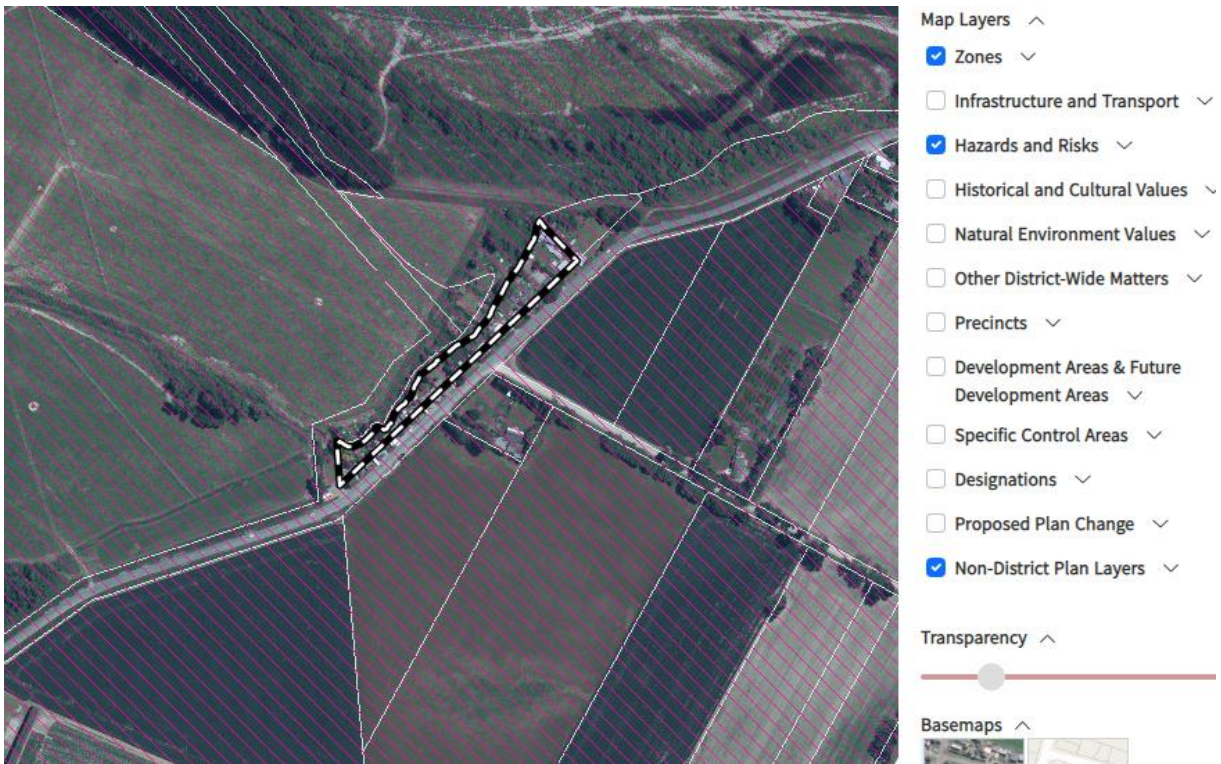 Map Layers
Zones
Infrastructure and Transport
Hazards and Risks
Historical and Cultural Values
Natural Environment Values
Other District-Wide Matters
Precincts
Development Areas & Future
Development Areas
Specific Control Areas
Designations
Proposed Plan Change
Non-District Plan Layers
Transparency
Basemaps